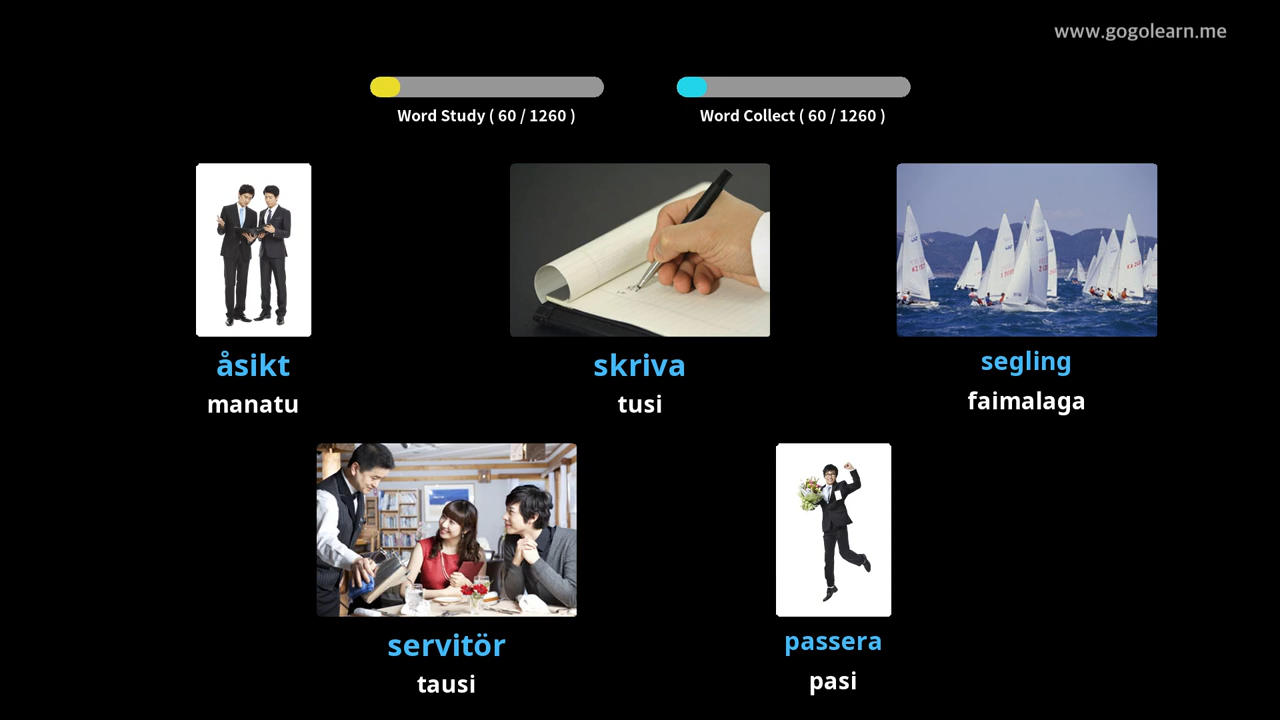 www.gogolearn.me
Word Study ( 60 / 1260 )
Word Collect ( 60 / 1260 )
åsikt
manatu
skriva
tusi
segling
faimalaga
servitör
tausi
passera
pasi